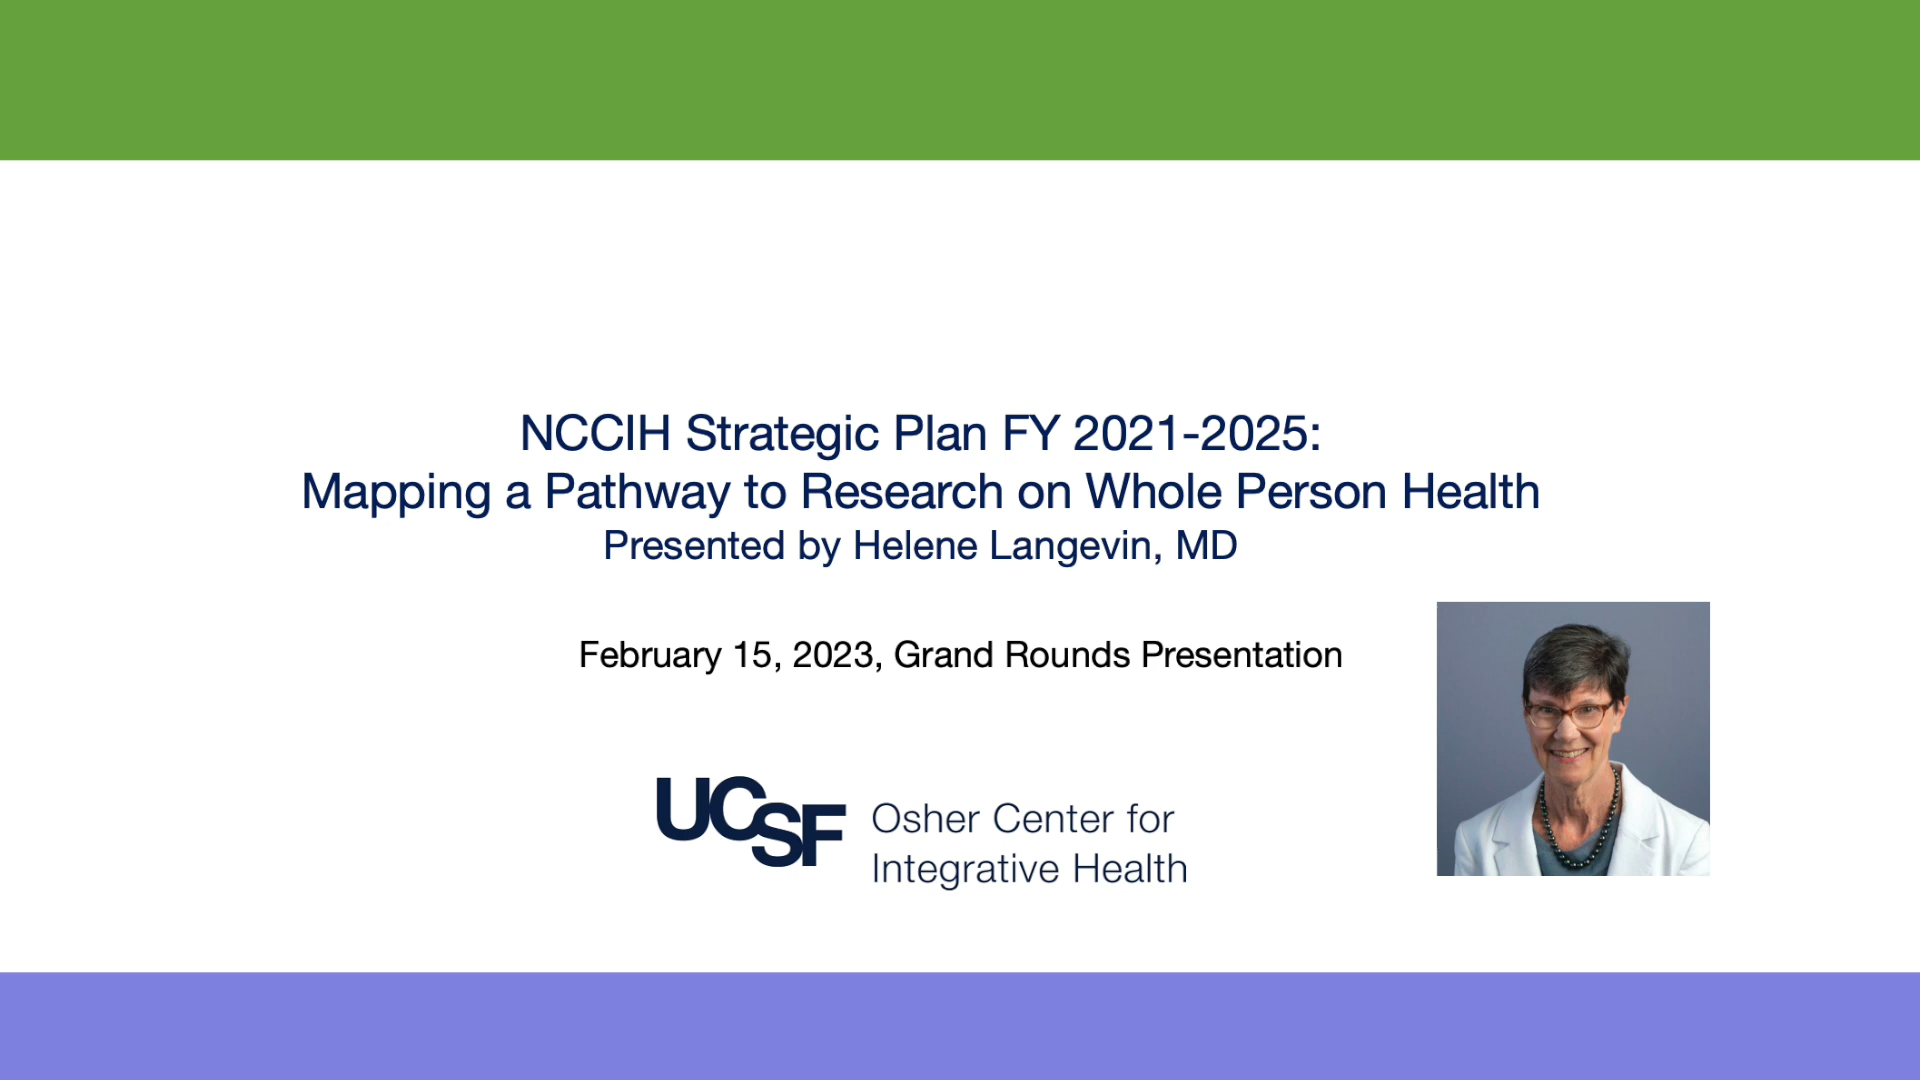 NCCIH Strategic Plan FY 2021-2025:
Mapping a Pathway to Research on Whole Person Health
Presented by Helene Langevin, MD
February 15, 2023, Grand Rounds Presentation
UCSF
Osher Center for
Integrative Health